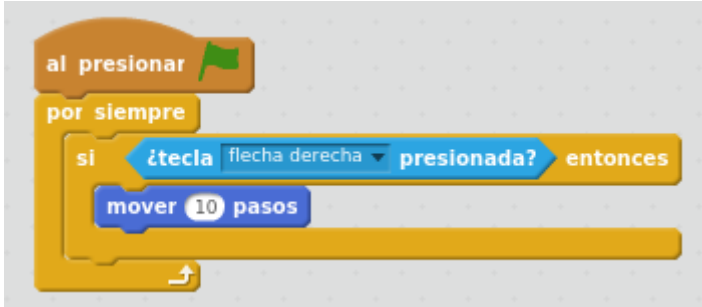 al presionar
por siempre
si ¿tecla flecha derecha presionada? entonces
mover 10 pasos